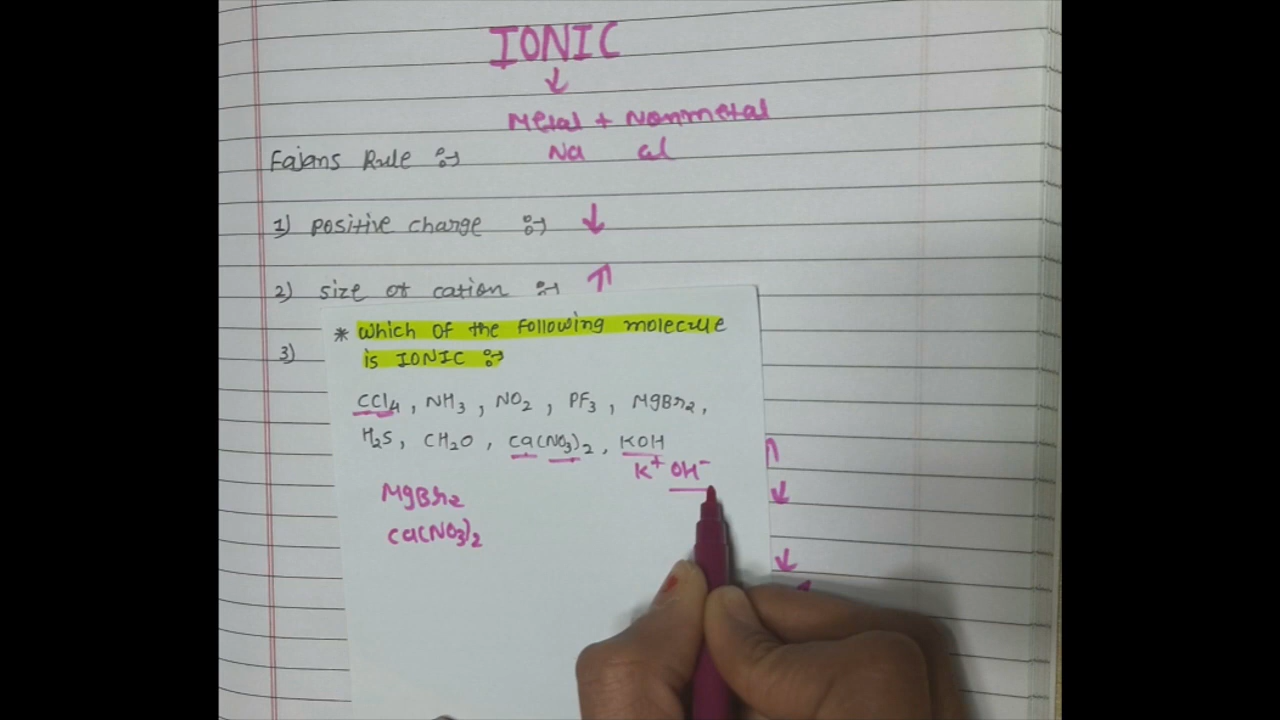 IONIC
↓
Metal + Nonmetal
Fajans Rule :→ Na Cl
1) positive charge :→ ↓
2) size of cation :→ ↑
3)
* which of the following molecule
is IONIC :→
CCl4, NH3, NO2, PF3, MgBr2,
H2S, CH2O, Ca(NO3)2, KOH
K+ OH-
MgBr2
Ca(NO3)2